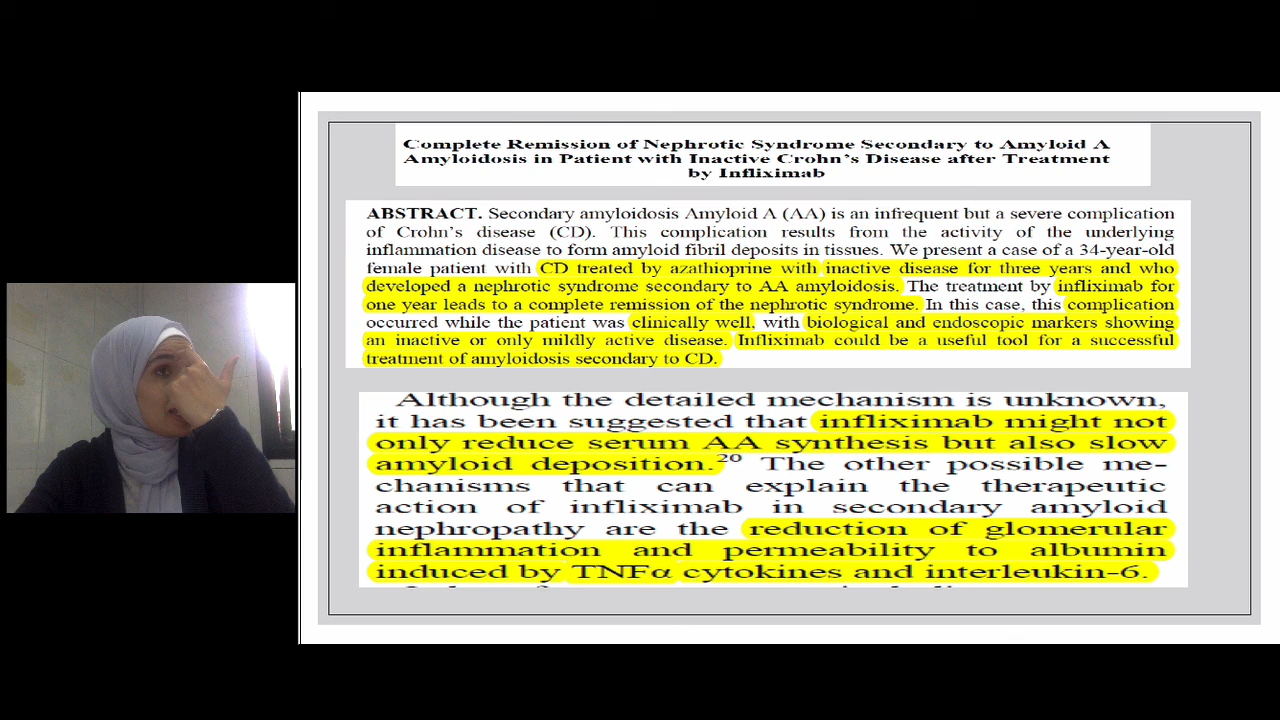 Complete Remission of Nephrotic Syndrome Secondary to Amyloid A
Amyloidosis in Patient with Inactive Crohn's Disease after Treatment
by Infliximab
ABSTRACT. Secondary amyloidosis Amyloid A (AA) is an infrequent but a severe complication
of Crohn's disease (CD). This complication results from the activity of the underlying
inflammation disease to form amyloid fibril deposits in tissues. We present a case of a 34-year-old
female patient with CD treated by azathioprine with inactive disease for three years and who
developed a nephrotic syndrome secondary to AA amyloidosis. The treatment by infliximab for
one year leads to a complete remission of the nephrotic syndrome. In this case, this complication
occurred while the patient was clinically well, with biological and endoscopic markers showing
an inactive or only mildly active disease. Infliximab could be a useful tool for a successful
treatment of amyloidosis secondary to CD.
Although the detailed mechanism is unknown,
it has been suggested that infliximab might not
only reduce serum AA synthesis but also slow
amyloid deposition.20 The other possible me-
chanisms that can explain the therapeutic
action of infliximab in secondary amyloid
nephropathy are the reduction of glomerular
inflammation and permeability to albumin
induced by TNFα cytokines and interleukin-6.